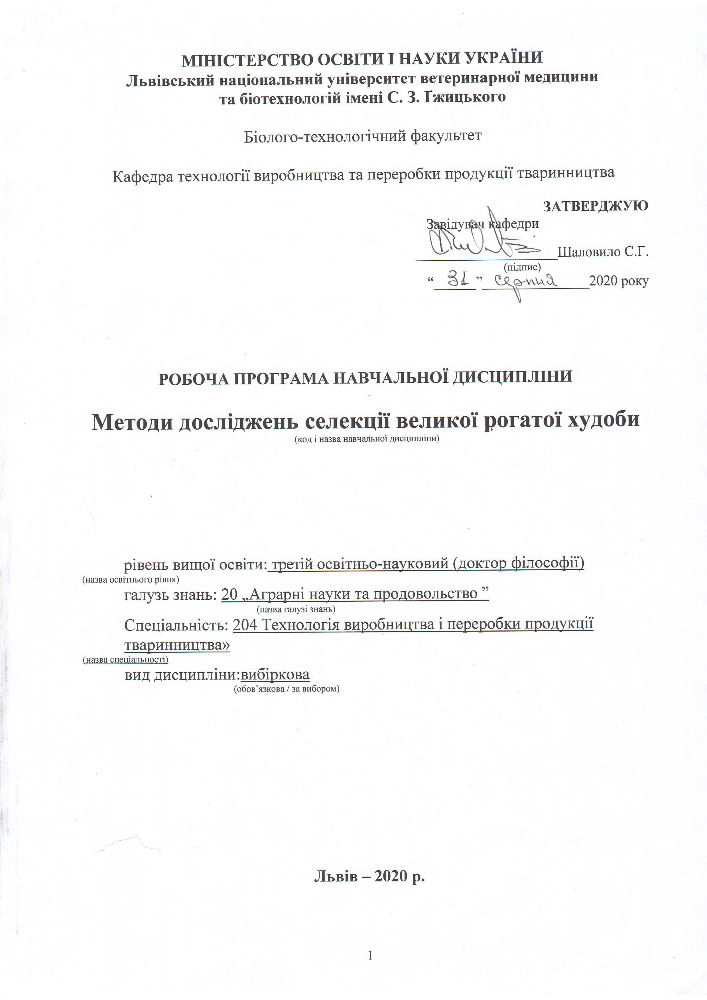 МІНІСТЕРСТВО ОСВІТИ І НАУКИ УКРАЇНИ
Львівський національний університет ветеринарної медицини
та біотехнологій імені С. З. Ґжицького
Біолого-технологічний факультет
Кафедра технології виробництва та переробки продукції тваринництва
ЗАТВЕРДЖУЮ
Завідувач кафедри
Шаловило С.Г.
(підпис)
“ 31 ” серпня 2020 року
РОБОЧА ПРОГРАМА НАВЧАЛЬНОЇ ДИСЦИПЛІНИ
Методи досліджень селекції великої рогатої худоби
(код і назва навчальної дисципліни)
рівень вищої освіти: третій освітньо-науковий (доктор філософії)
(назва освітнього рівня)
галузь знань: 20 „Аграрні науки та продовольство ”
(назва галузі знань)
Спеціальність: 204 Технологія виробництва і переробки продукції
тваринництва»
(назва спеціальності)
вид дисципліни:вибіркова
(обов’язкова / за вибором)
Львів – 2020 р.
1